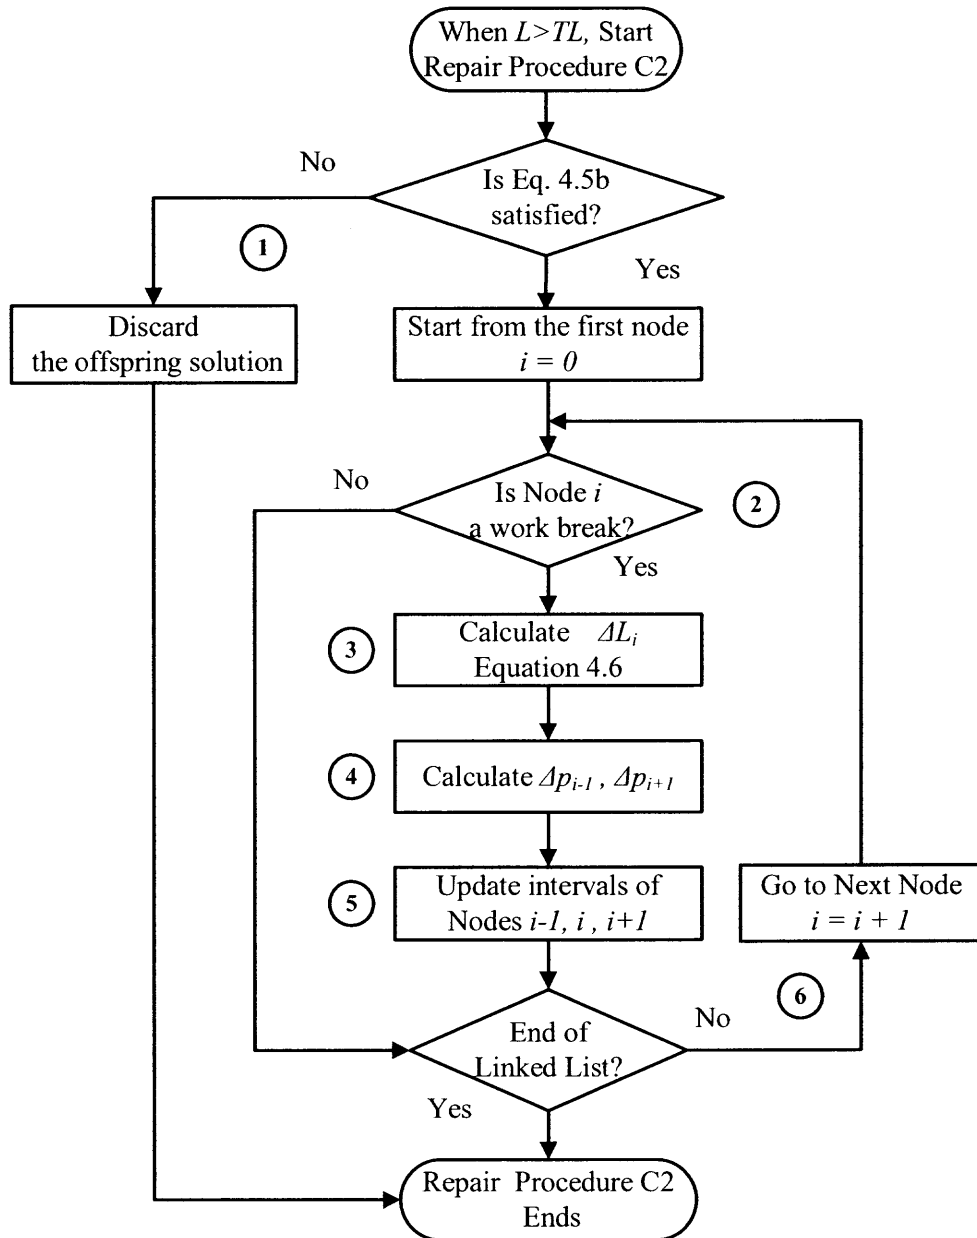 When L>TL, Start
Repair Procedure C2
No
Is Eq. 4.5b
satisfied?
1
Yes
Discard
the offspring solution
Start from the first node
i = 0
No
Is Node i
a work break?
2
Yes
3
Calculate ΔLi
Equation 4.6
4
Calculate Δpi-1 , Δpi+1
5
Update intervals of
Nodes i-1, i , i+1
Go to Next Node
i = i + 1
6
End of
Linked List?
No
Yes
Repair Procedure C2
Ends